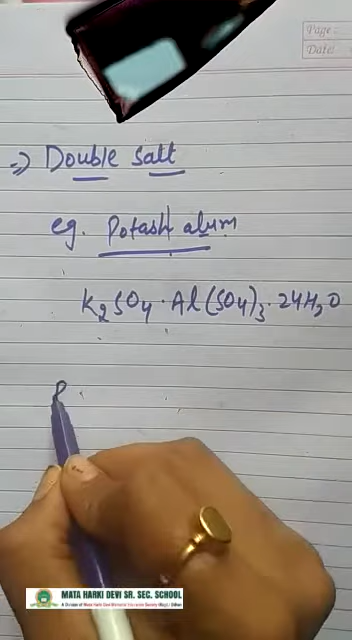 Page:
Date:
=> Double Salt
eg. Potash alum
K₂SO₄ · Al(SO₄)₃ · 24H₂O
MATA HARKI DEVI SR. SEC. SCHOOL